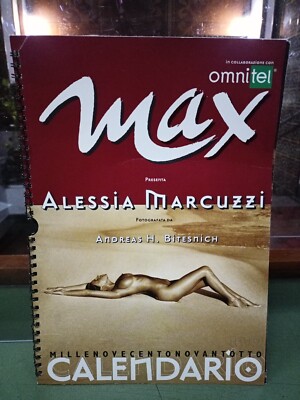 IN COLLABORAZIONE CON
omnitel
max
PRESENTA
ALESSIA MARCUZZI
FOTOGRAFATA DA
ANDREAS H. BITESNICH
MILLENOVECENTONOVANTOTTO
CALENDARIO